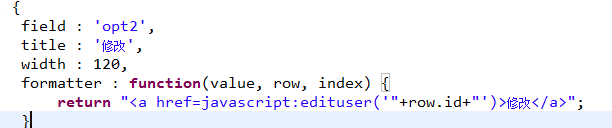 {
field : 'opt2',
title : '修改',
width : 120,
formatter : function(value, row, index) {
return "<a href=javascript:edituser('"+row.id+"')>修改</a>";
}